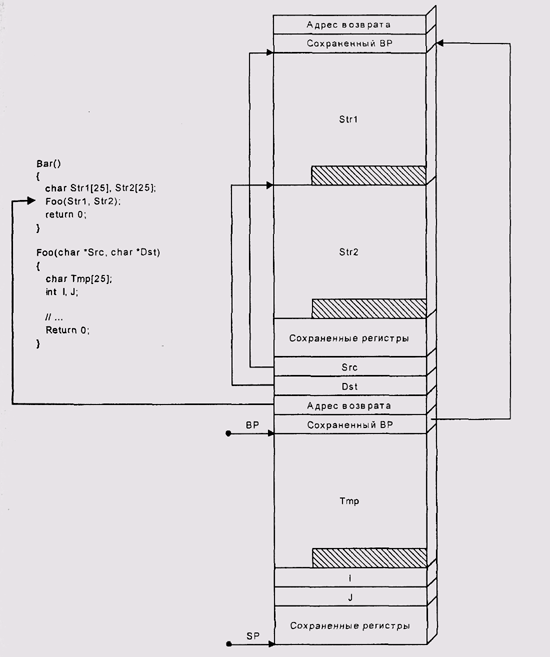 Адрес возврата
Сохраненный BP
Str1
Bar()
{
char Str1[25], Str2[25];
Foo(Str1, Str2);
return 0;
}
Foo(char *Src, char *Dst)
{
char Tmp[25];
int I, J;
// ...
Return 0;
}
Str2
Сохраненные регистры
Src
Dst
Адрес возврата
BP
Сохраненный BP
Tmp
I
J
Сохраненные регистры
SP